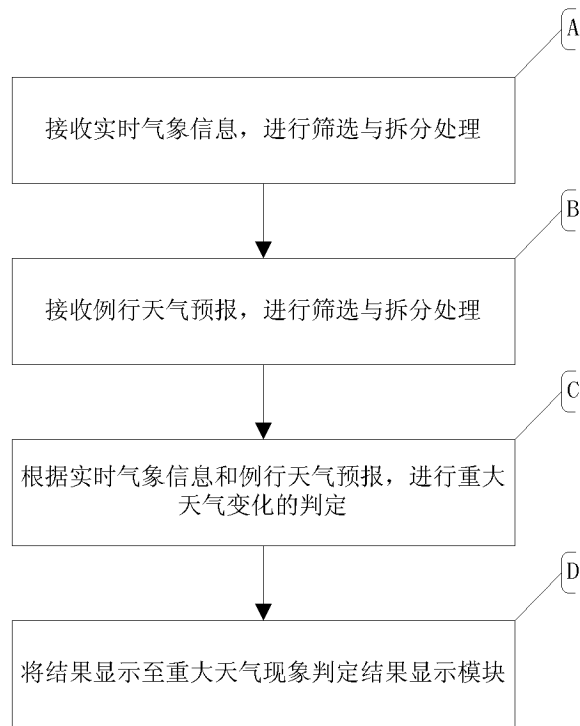 A
接收实时气象信息，进行筛选与拆分处理
B
接收例行天气预报，进行筛选与拆分处理
C
根据实时气象信息和例行天气预报，进行重大
天气变化的判定
D
将结果显示至重大天气现象判定结果显示模块